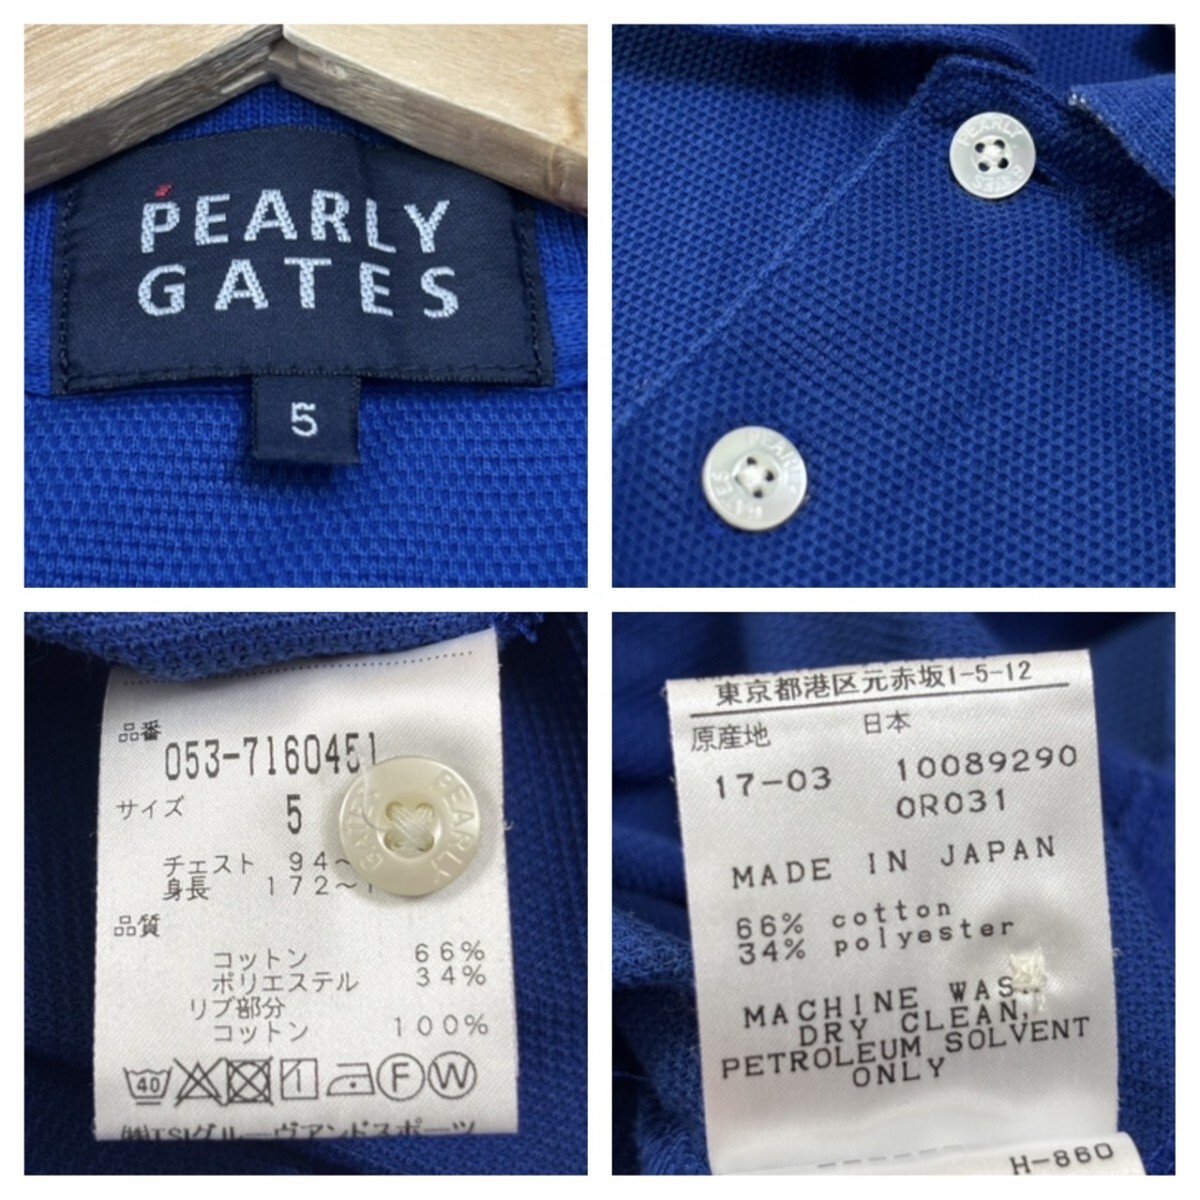 PEARLY
GATES
5
PEARLY
GATES
PEARLY
GATES
品番
053-7160451
サイズ 5
チェスト 94~
身長 172~1
PEARLY
GATES
品質
コットン 66%
ポリエステル 34%
リブ部分
コットン 100%
40 F W
㈱TSIグルーヴアンドスポーツ
東京都港区元赤坂1-5-12
原産地 日本
17-03 10089290
0R031
MADE IN JAPAN
66% cotton
34% polyester
MACHINE WAS
DRY CLEAN,
PETROLEUM SOLVENT
ONLY
H-860